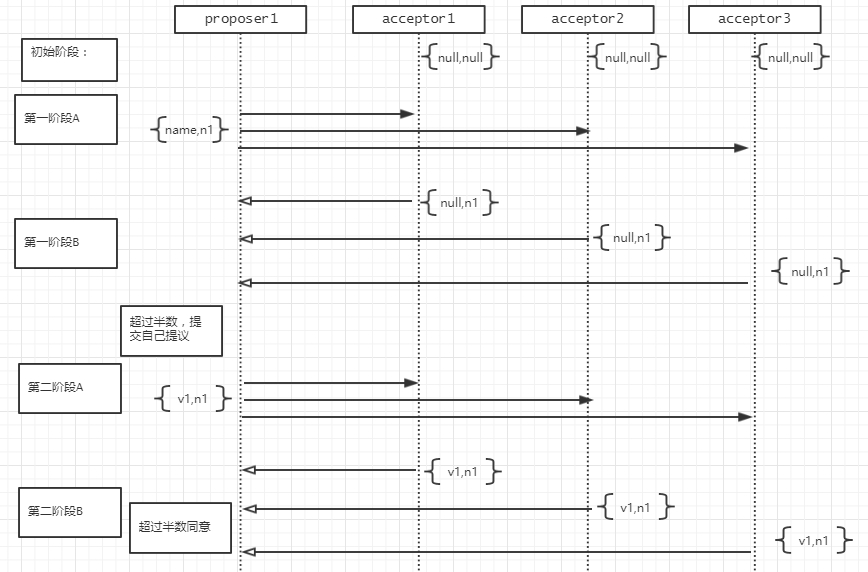 proposer1
acceptor1
acceptor2
acceptor3
初始阶段：
null,null
null,null
null,null
第一阶段A
name,n1
null,n1
第一阶段B
null,n1
null,n1
超过半数，提
交自己提议
第二阶段A
v1,n1
v1,n1
第二阶段B
超过半数同意
v1,n1
v1,n1